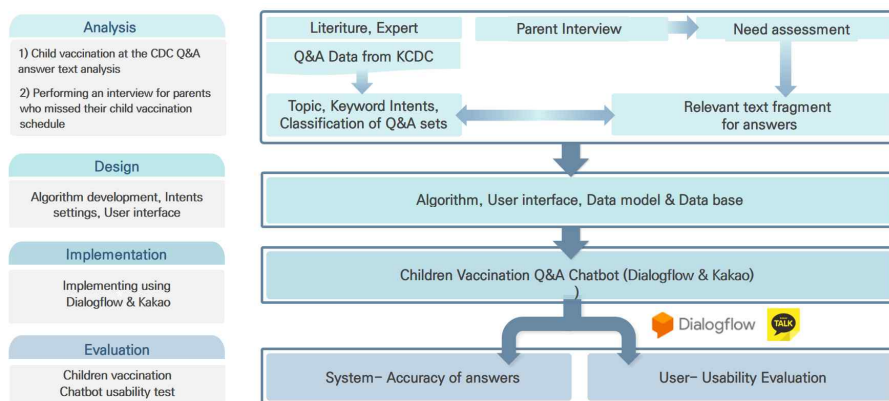 Analysis
1) Child vaccination at the CDC Q&A
answer text analysis
2) Performing an interview for parents
who missed their child vaccination
schedule
Literiture, Expert
Q&A Data from KCDC
Parent Interview
Need assessment
Topic, Keyword Intents,
Classification of Q&A sets
Relevant text fragment
for answers
Design
Algorithm development, Intents
settings, User interface
Algorithm, User interface, Data model & Data base
Implementation
Implementing using
Dialogflow & Kakao
Children Vaccination Q&A Chatbot (Dialogflow & Kakao)
)
Dialogflow
TALK
Evaluation
Children vaccination
Chatbot usability test
System- Accuracy of answers
User- Usability Evaluation